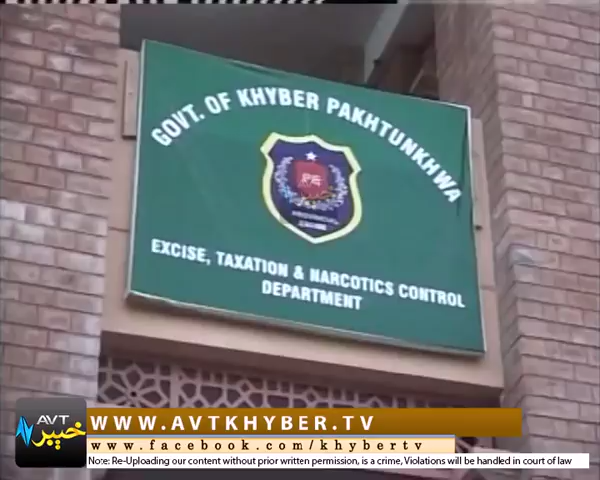 GOVT. OF KHYBER PAKHTUNKHWA
PE
EXCISE, TAXATION & NARCOTICS CONTROL
DEPARTMENT
AVT
خیبر
WWW.AVTKHYBER.TV
www.facebook.com/khybertv
Note: Re-Uploading our content without prior written permission, is a crime, Violations will be handled in court of law